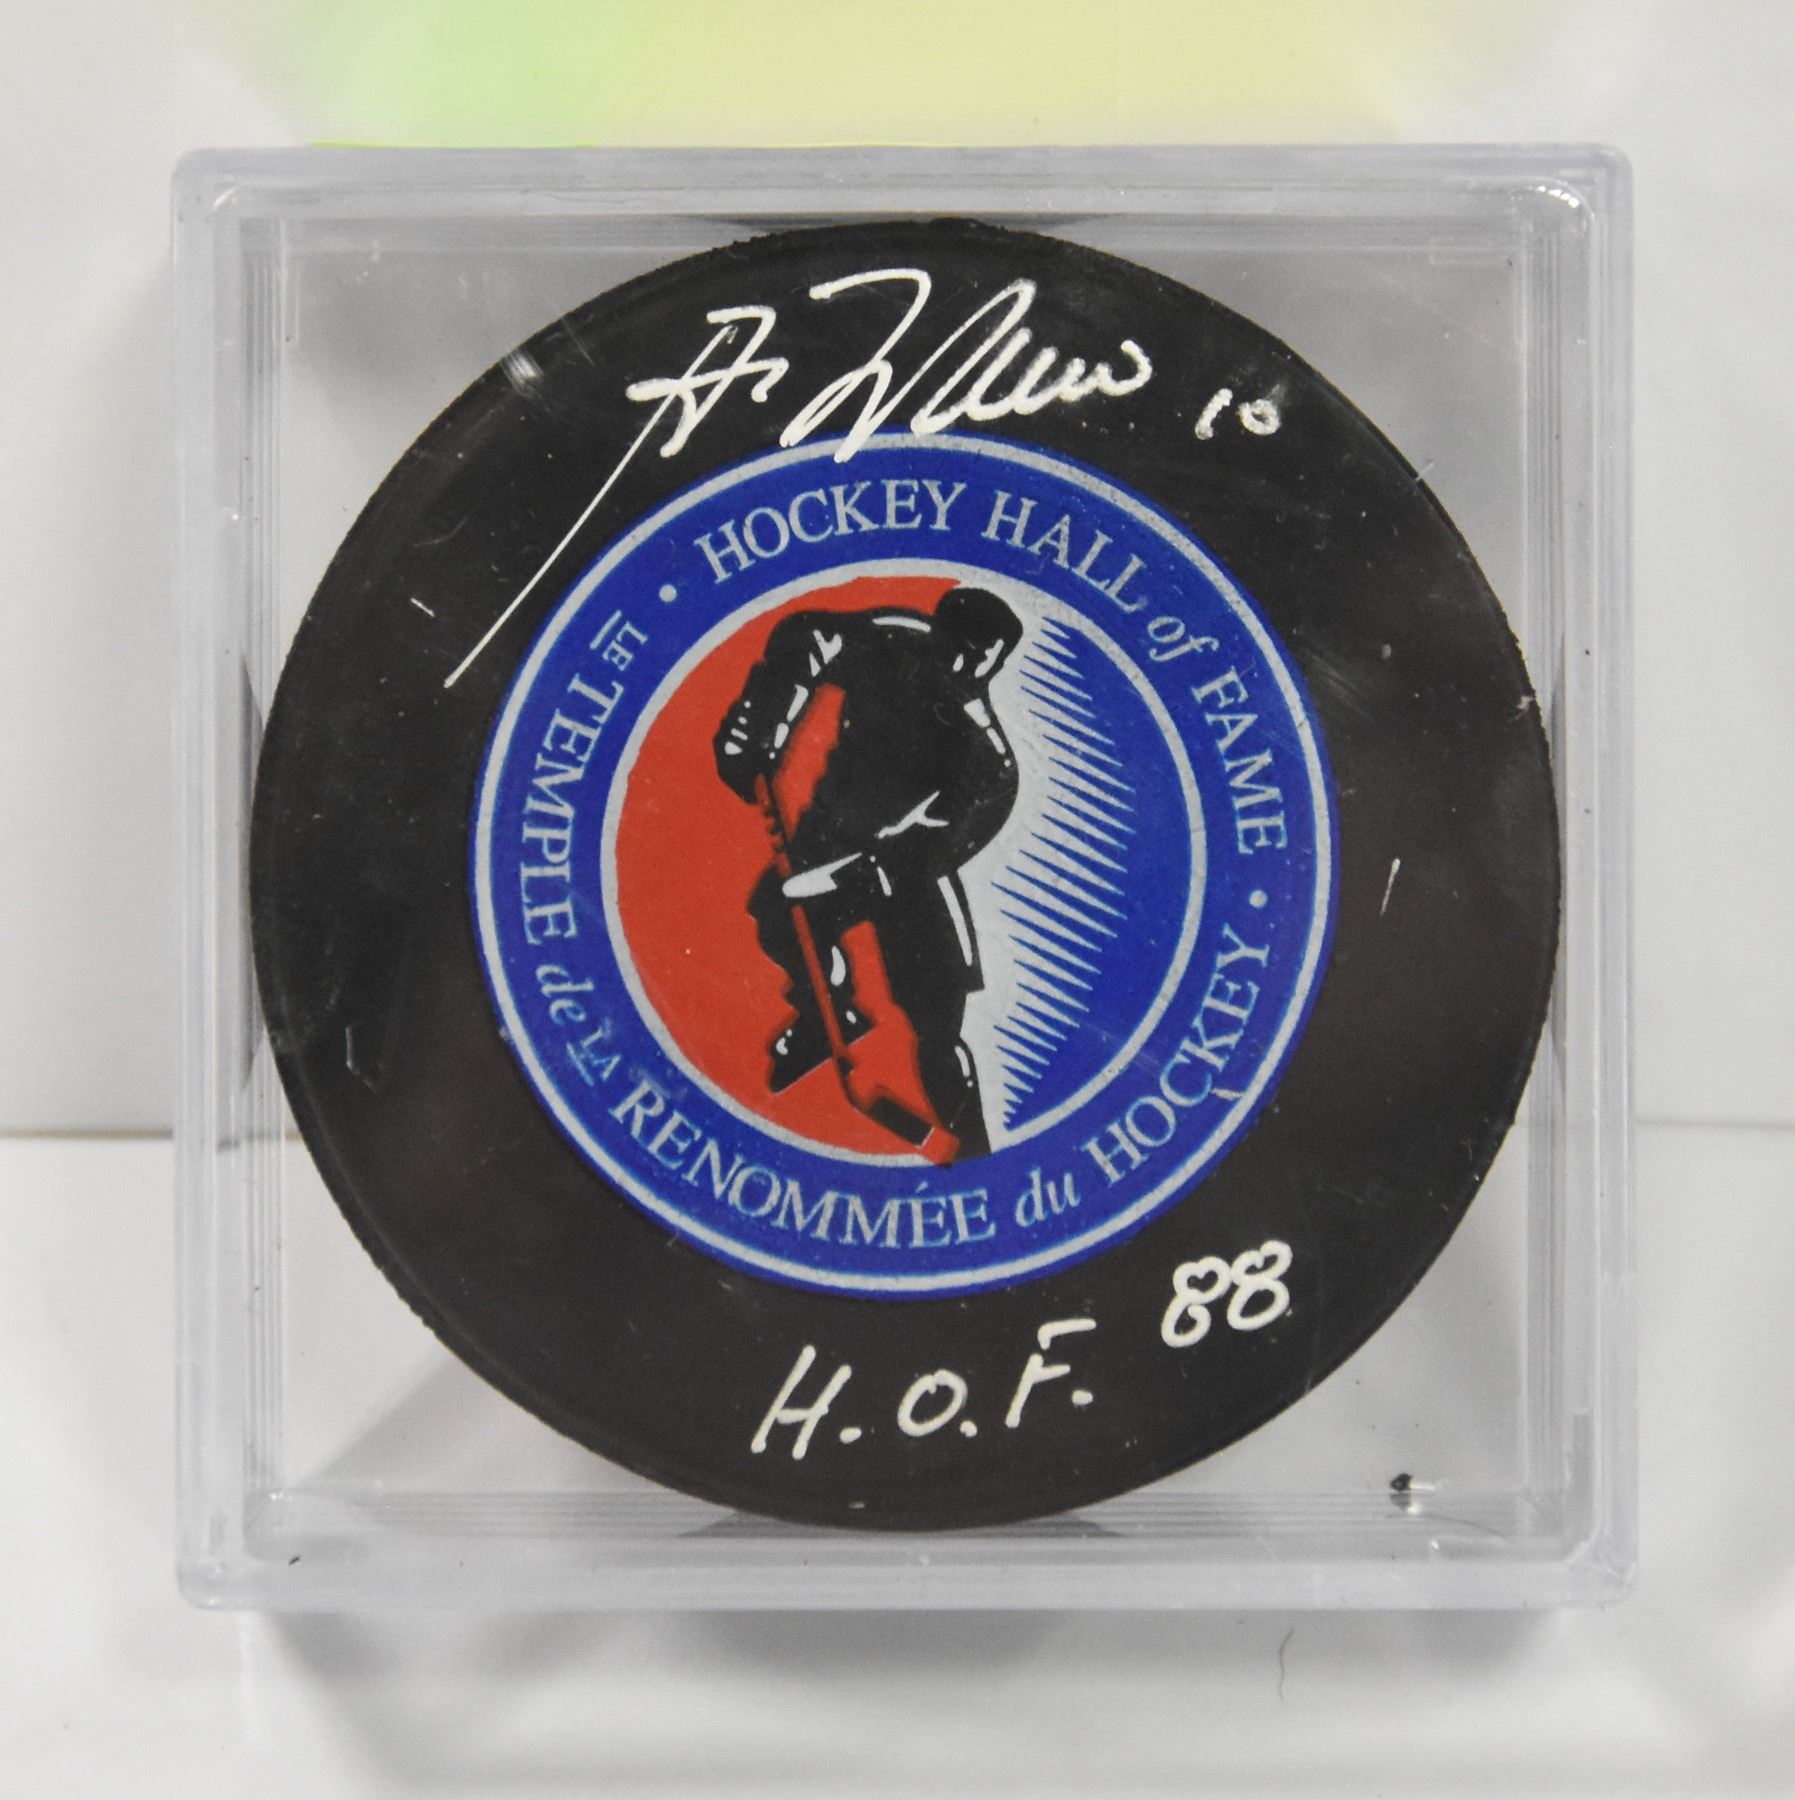 10
HOCKEY HALL of FAME
LE TEMPLE de LA RENOMMÉE du HOCKEY
H.O.F. 88